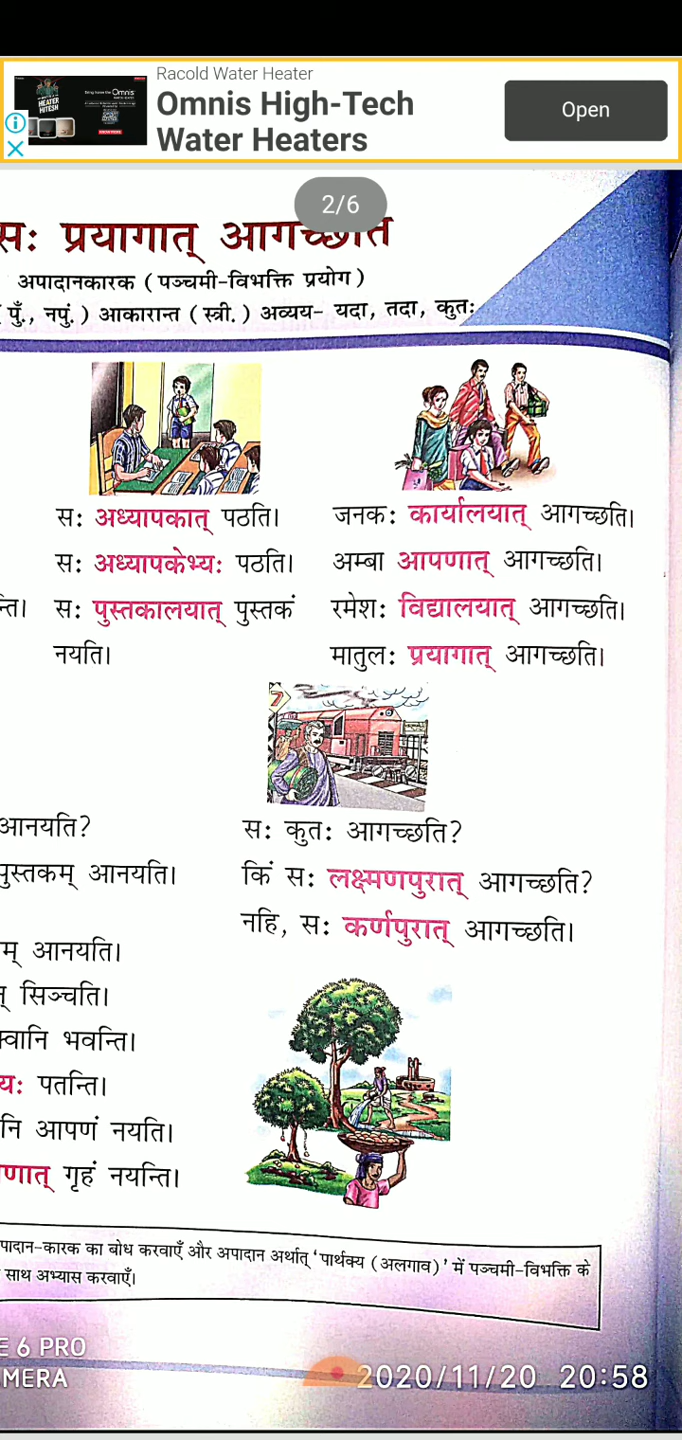 Racold Water Heater
Omnis High-Tech
Water Heaters
Open
2/6
सः प्रयागात् आगच्छति
अपादानकारक (पञ्चमी-विभक्ति प्रयोग)
पुँ., नपुं.) आकारान्त (स्त्री.) अव्यय- यदा, तदा, कुतः
सः अध्यापकात् पठति।
सः अध्यापकेभ्यः पठति।
न्ति। सः पुस्तकालयात् पुस्तकं
नयति।
जनकः कार्यालयात् आगच्छति।
अम्बा आपणात् आगच्छति।
रमेशः विद्यालयात् आगच्छति।
मातुलः प्रयागात् आगच्छति।
7
आनयति?
पुस्तकम् आनयति।
म् आनयति।
् सिञ्चति।
क्वानि भवन्ति।
यः पतन्ति।
नि आपणं नयति।
णात् गृहं नयन्ति।
सः कुतः आगच्छति?
किं सः लक्ष्मणपुरात् आगच्छति?
नहि, सः कर्णपुरात् आगच्छति।
पादान-कारक का बोध करवाएँ और अपादान अर्थात् 'पार्थक्य (अलगाव)' में पञ्चमी-विभक्ति के
साथ अभ्यास करवाएँ।
E 6 PRO
MERA
2020/11/20 20:58